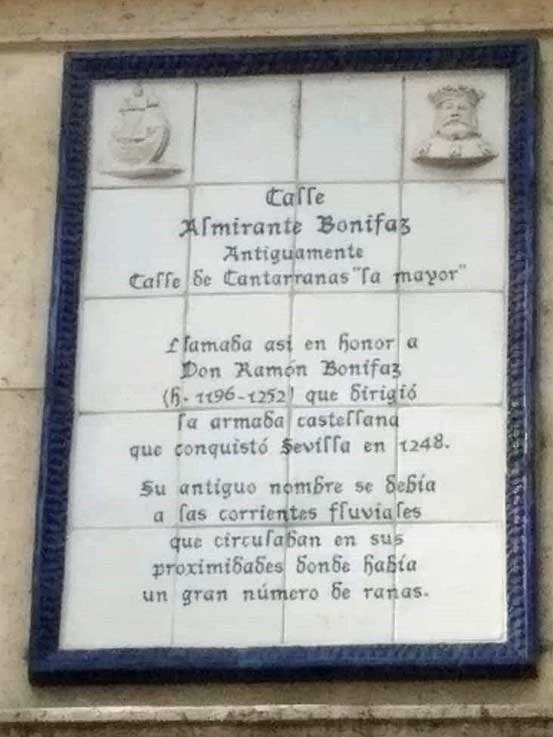 Calle
Almirante Bonifaz
Antiguamente
Calle de Cantarranas "la mayor"
Llamada asi en honor a
Don Ramón Bonifaz
(h. 1196-1252) que dirigió
la armada castellana
que conquistó Sevilla en 1248.
Su antiguo nombre se debía
a las corrientes fluviales
que circulaban en sus
proximidades donde había
un gran número de ranas.